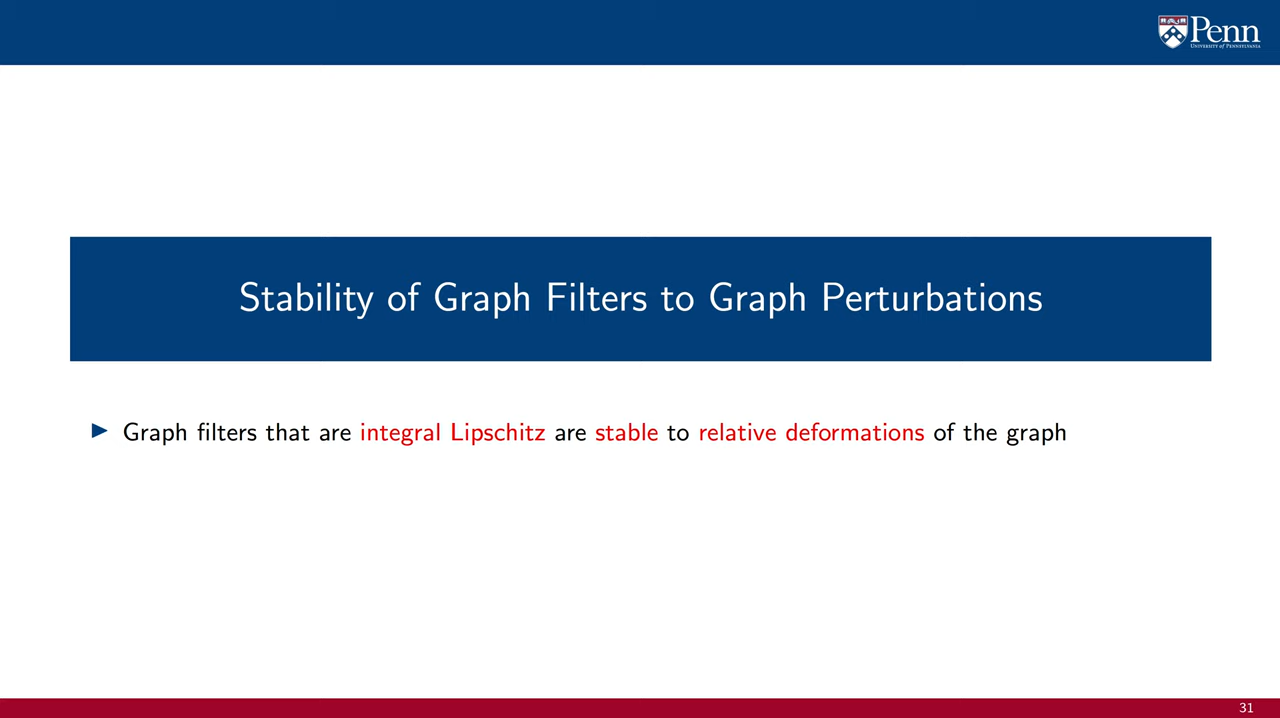 Penn
UNIVERSITY of PENNSYLVANIA
Stability of Graph Filters to Graph Perturbations
Graph filters that are integral Lipschitz are stable to relative deformations of the graph
31